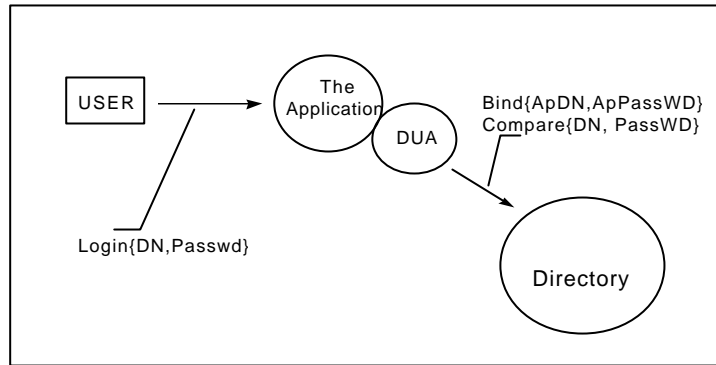 USER
The
Application
DUA
Bind{ApDN,ApPassWD}
Compare{DN, PassWD}
Login{DN,Passwd}
Directory